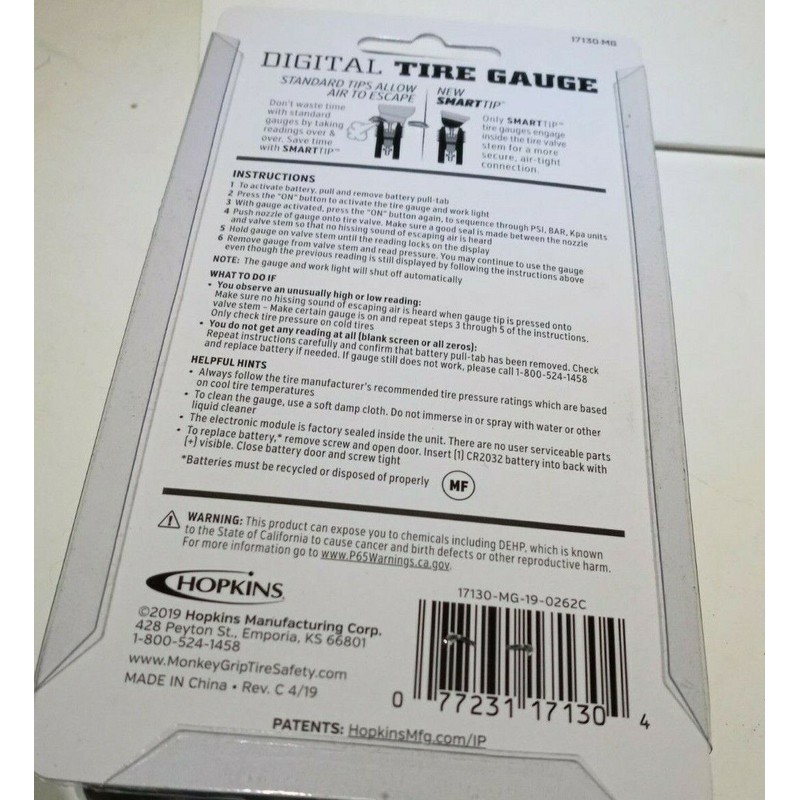 17130-MG
DIGITAL TIRE GAUGE
STANDARD TIPS ALLOW
AIR TO ESCAPE
Don't waste time
with standard
gauges by taking
readings over &
over. Save time
with SMARTTIP™
NEW
SMARTTIP™
Only SMARTTIP™
tire gauges engage
inside the tire valve
stem for a more
secure, air-tight
connection.
INSTRUCTIONS
1 To activate battery, pull and remove battery pull-tab
2 Press the "ON" button to activate the tire gauge and work light
3 With gauge activated, press the "ON" button again, to sequence through PSI, BAR, Kpa units
4 Push nozzle of gauge onto tire valve. Make sure a good seal is made between the nozzle
and valve stem so that no hissing sound of escaping air is heard
5 Hold gauge on valve stem until the reading locks on the display
6 Remove gauge from valve stem and read pressure. You may continue to use the gauge
even though the previous reading is still displayed by following the instructions above
NOTE: The gauge and work light will shut off automatically
WHAT TO DO IF
• You observe an unusually high or low reading:
Make sure no hissing sound of escaping air is heard when gauge tip is pressed onto
valve stem – Make certain gauge is on and repeat steps 3 through 5 of the instructions.
Only check tire pressure on cold tires
• You do not get any reading at all (blank screen or all zeros):
Repeat instructions carefully and confirm that battery pull-tab has been removed. Check
and replace battery if needed. If gauge still does not work, please call 1-800-524-1458
HELPFUL HINTS
• Always follow the tire manufacturer's recommended tire pressure ratings which are based
on cool tire temperatures
• To clean the gauge, use a soft damp cloth. Do not immerse in or spray with water or other
liquid cleaner
• The electronic module is factory sealed inside the unit. There are no user serviceable parts
• To replace battery,* remove screw and open door. Insert (1) CR2032 battery into back with
(+) visible. Close battery door and screw tight
*Batteries must be recycled or disposed of properly
MF
WARNING: This product can expose you to chemicals including DEHP, which is known
to the State of California to cause cancer and birth defects or other reproductive harm.
For more information go to www.P65Warnings.ca.gov.
HOPKINS
©2019 Hopkins Manufacturing Corp.
428 Peyton St., Emporia, KS 66801
1-800-524-1458
www.MonkeyGripTireSafety.com
MADE IN China • Rev. C 4/19
17130-MG-19-0262C
0 77231 17130 4
PATENTS: HopkinsMfg.com/IP